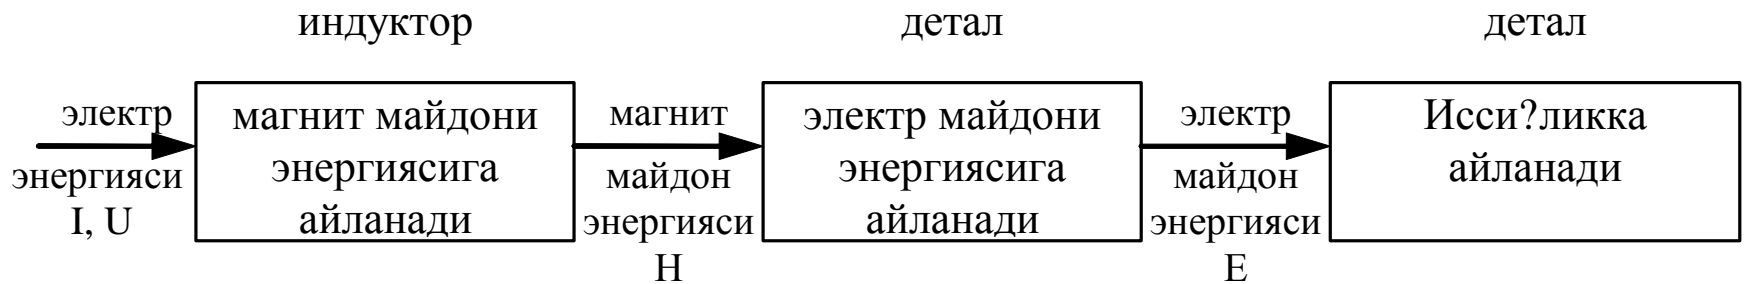 индуктор
детал
детал
электр
энергияси
I, U
магнит майдони
энергиясига
айланади
магнит
майдон
энергияси
H
электр майдони
энергиясига
айланади
электр
майдон
энергияси
E
Исси?ликка
айланади